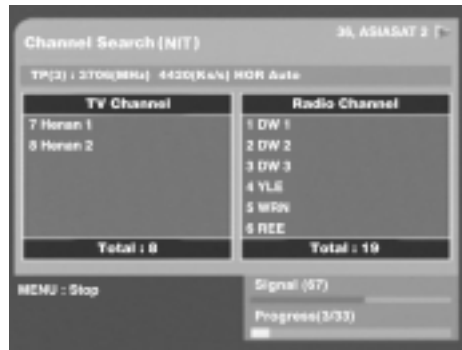 Channel Search (NIT)
36, ASIASAT 2
TP(3) : 3706(MHz) 4420(Ks/s) HOR Auto
TV Channel
7 Henan 1
8 Henan 2
Total : 8
Radio Channel
1 DW 1
2 DW 2
3 DW 3
4 YLE
5 WRN
6 REE
Total : 19
MENU : Stop
Signal (67)
Progress(3/33)